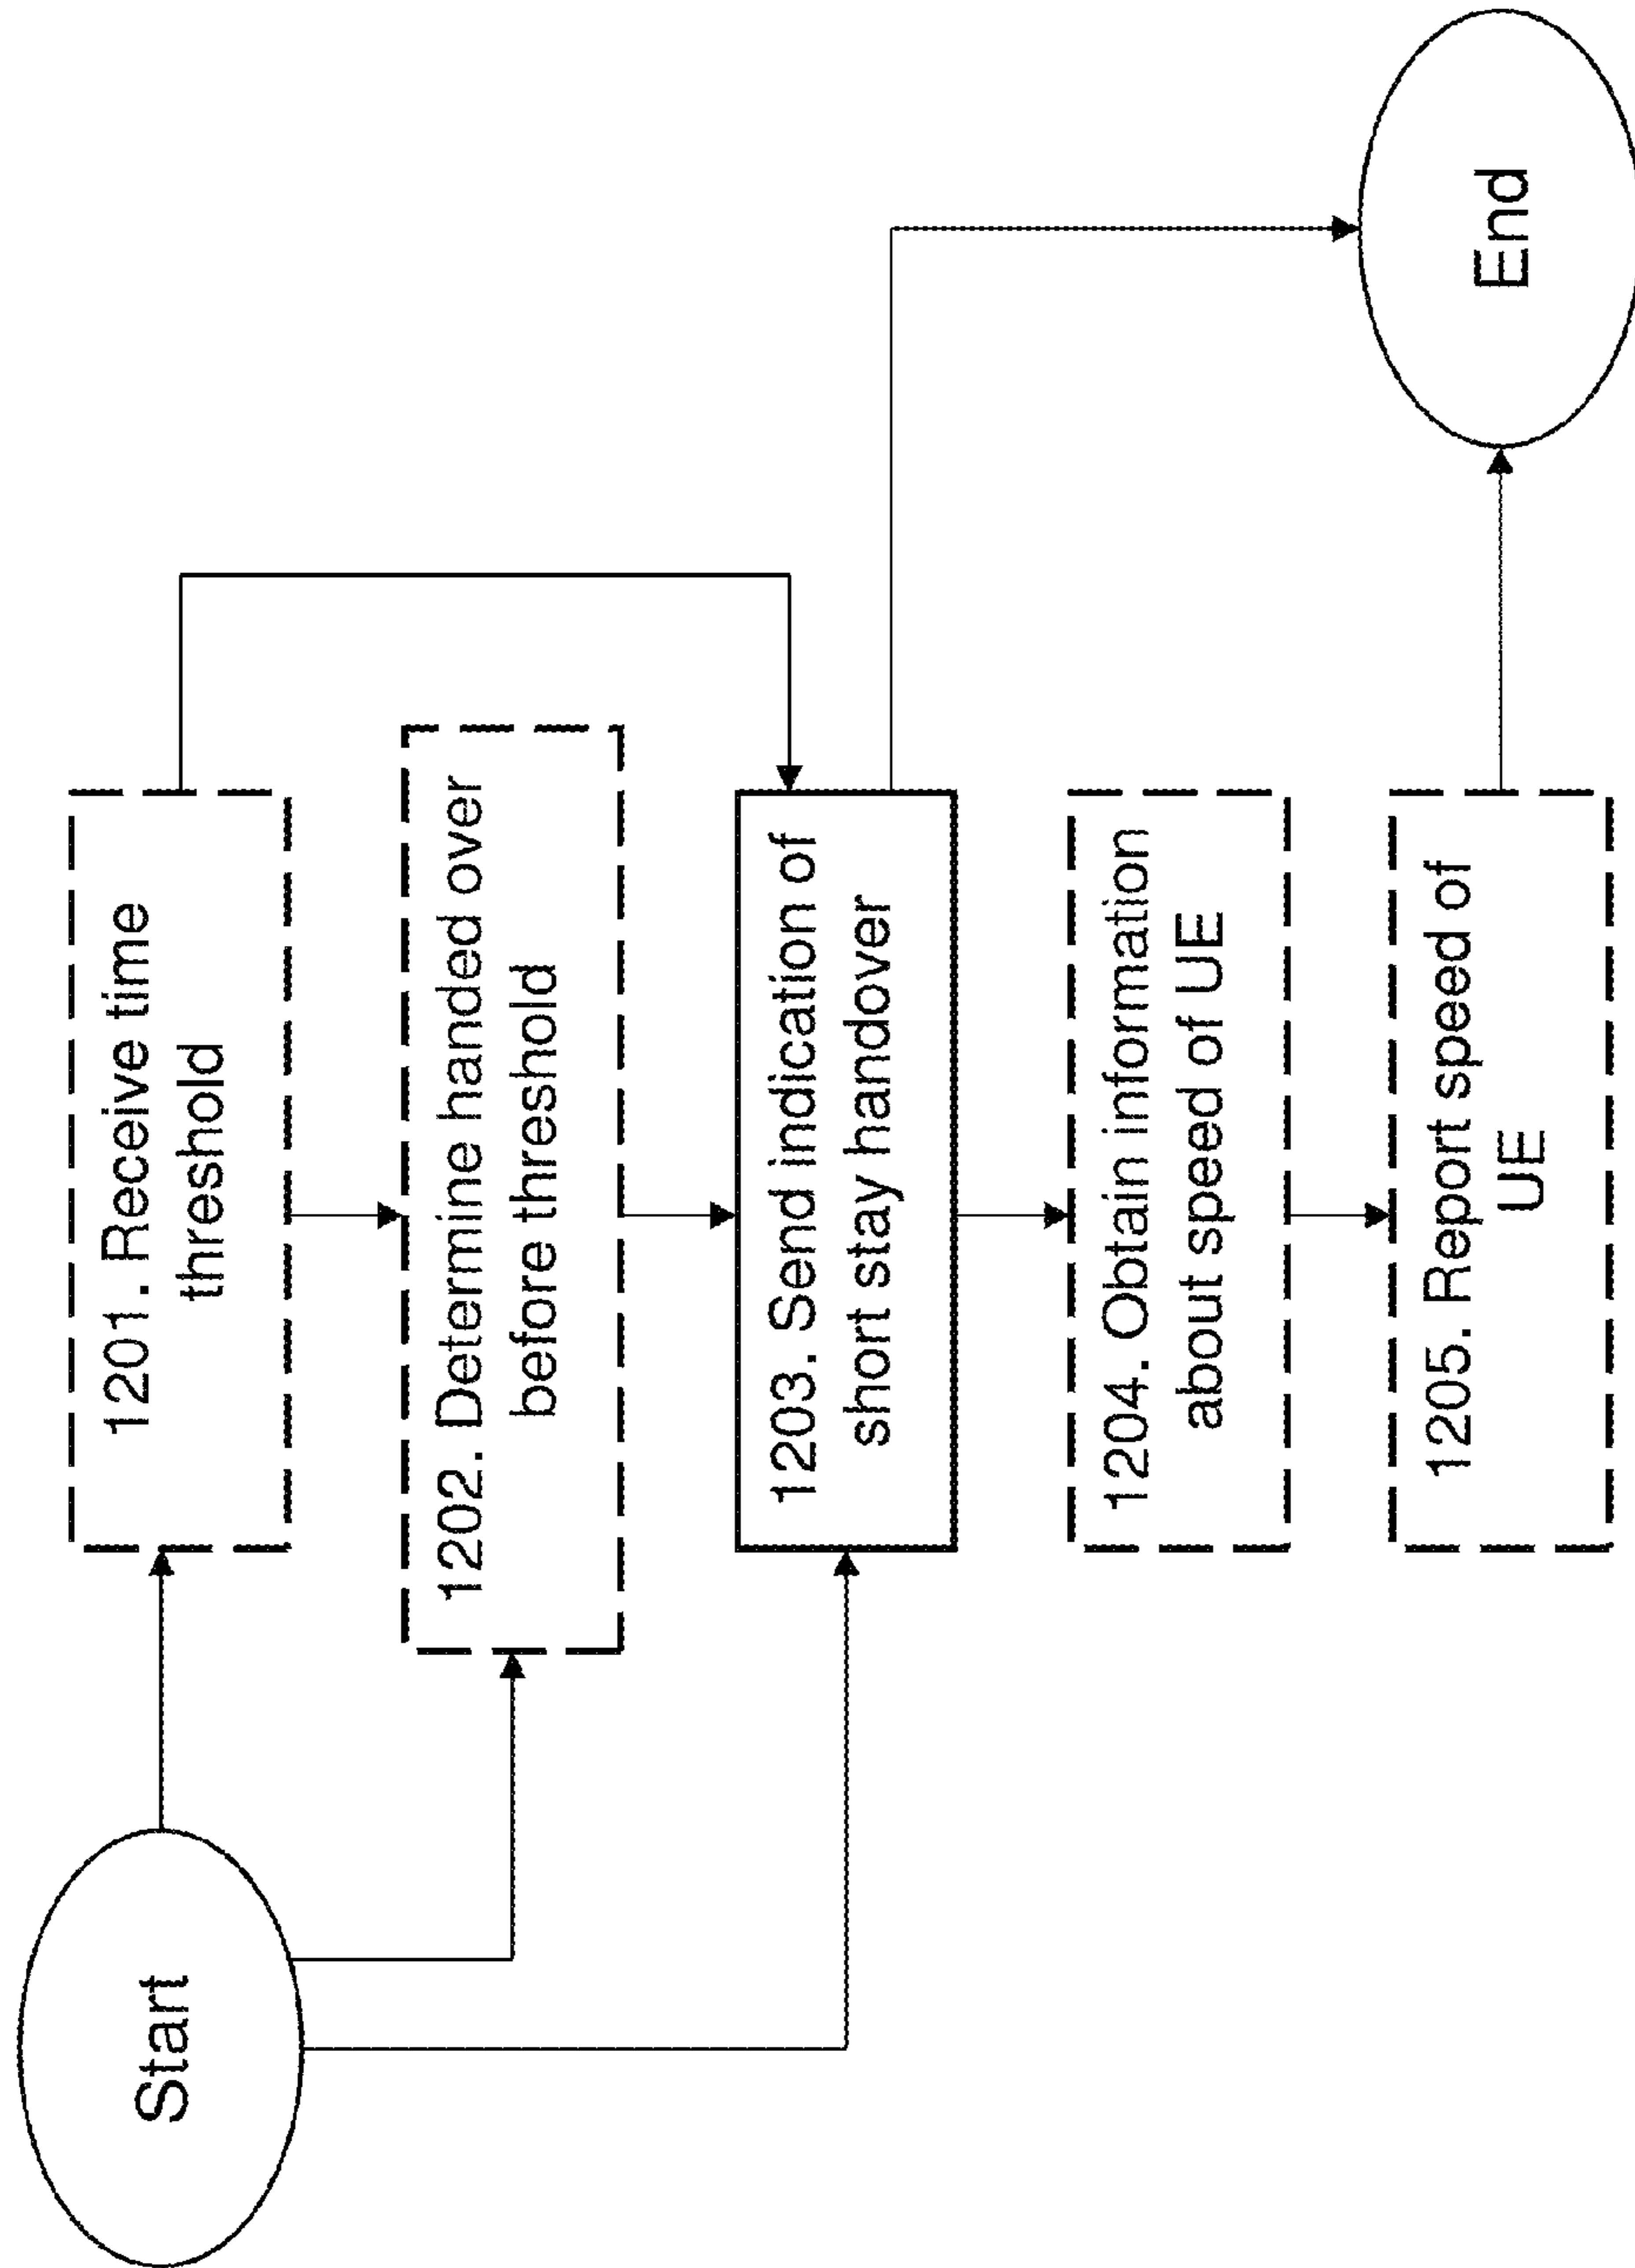 Start
1201. Receive time
threshold
1202. Determine handed over
before threshold
1203. Send indication of
short stay handover
1204. Obtain information
about speed of UE
1205. Report speed of
UE
End